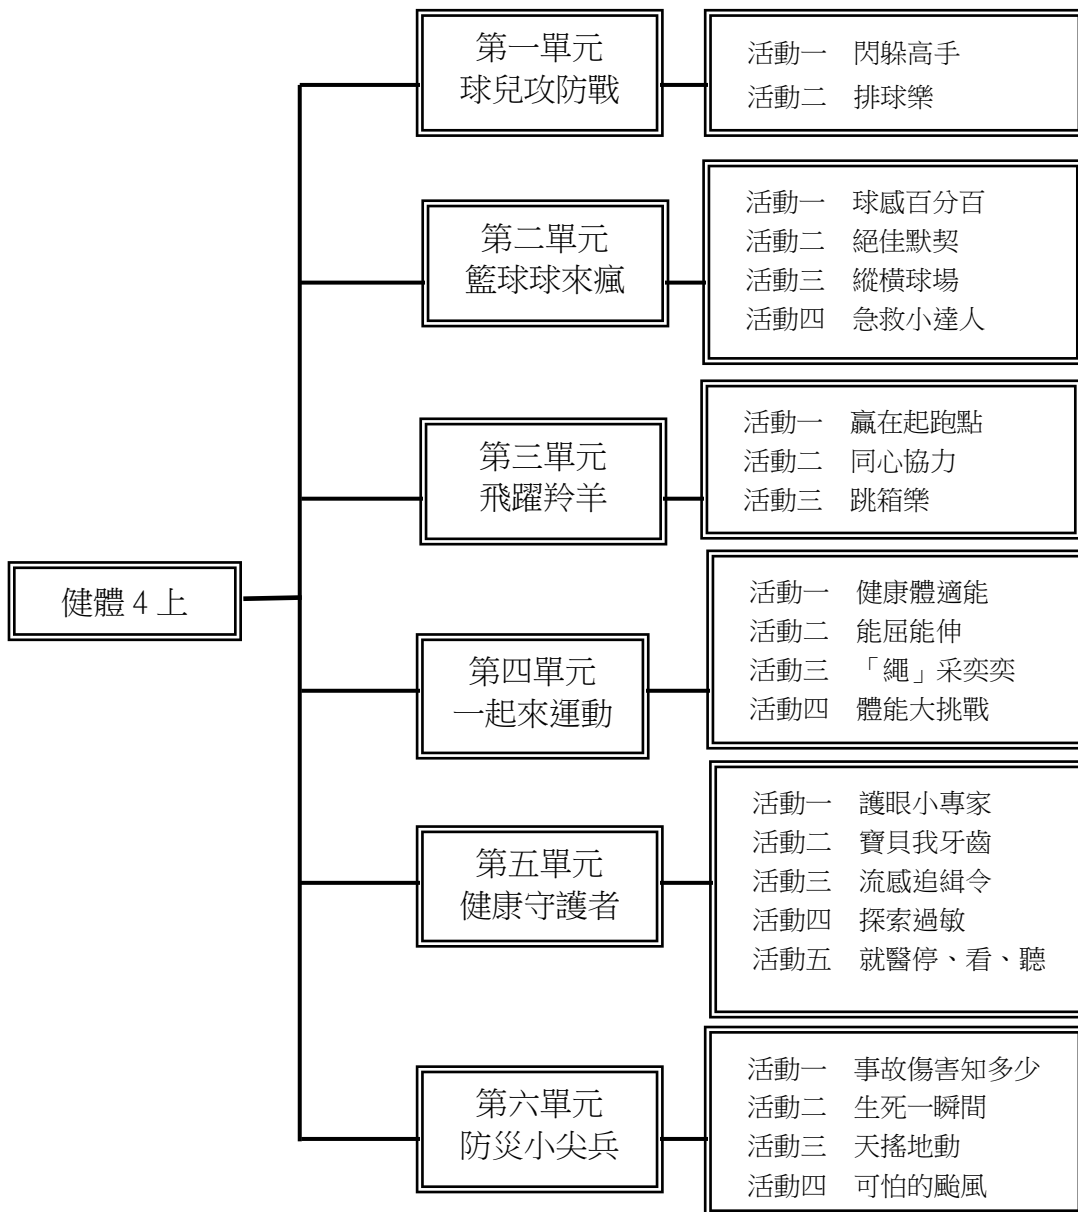 健體 4 上
第一單元
球兒攻防戰
活動一　閃躲高手
活動二　排球樂
第二單元
籃球球來瘋
活動一　球感百分百
活動二　絕佳默契
活動三　縱橫球場
活動四　急救小達人
第三單元
飛躍羚羊
活動一　贏在起跑點
活動二　同心協力
活動三　跳箱樂
第四單元
一起來運動
活動一　健康體適能
活動二　能屈能伸
活動三　「繩」采奕奕
活動四　體能大挑戰
第五單元
健康守護者
活動一　護眼小專家
活動二　寶貝我牙齒
活動三　流感追緝令
活動四　探索過敏
活動五　就醫停、看、聽
第六單元
防災小尖兵
活動一　事故傷害知多少
活動二　生死一瞬間
活動三　天搖地動
活動四　可怕的颱風